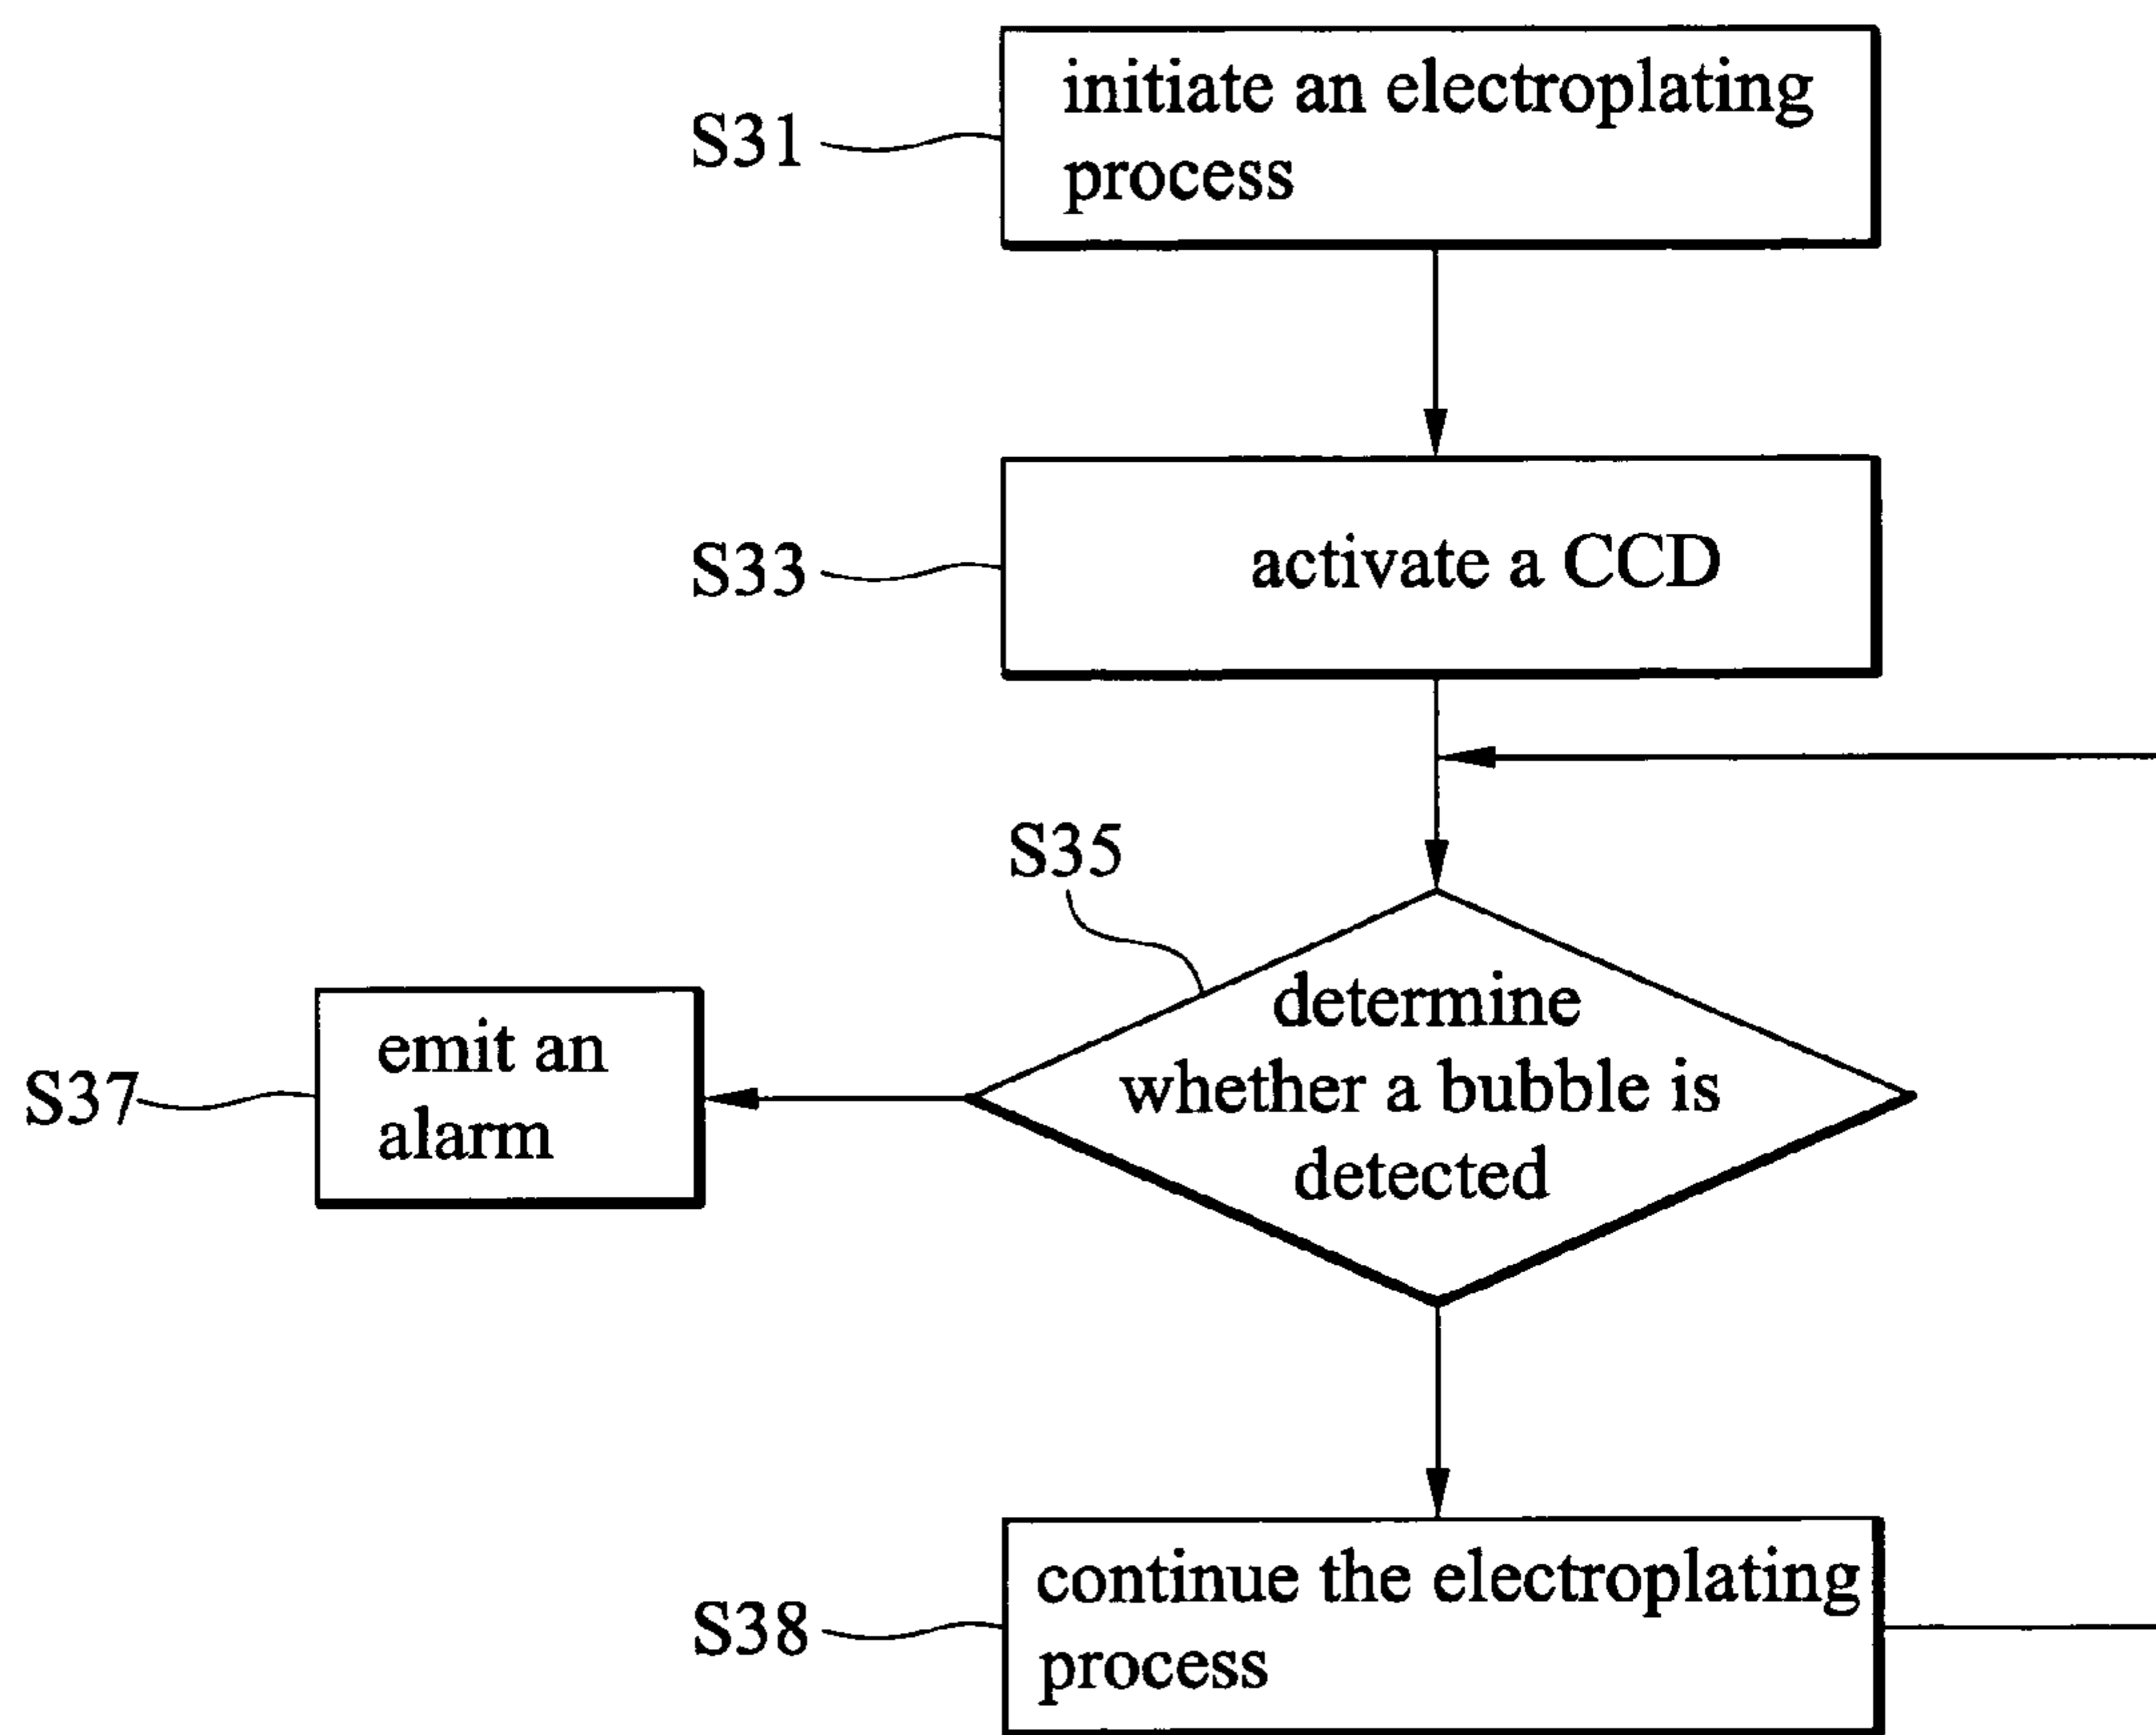 initiate an electroplating
process
S31
activate a CCD
S33
S35
determine
whether a bubble is
detected
emit an
alarm
S37
continue the electroplating
process
S38